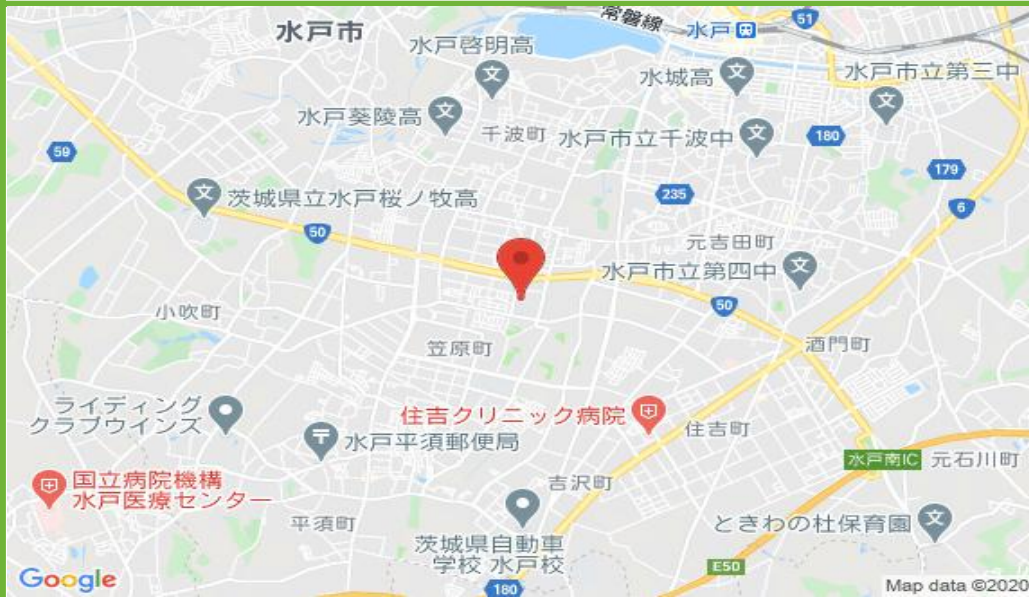 常磐線
51
水戸市
水戸
水戸啓明高
水城高
水戸市立第三中
水戸葵陵高
千波町
水戸市立千波中
180
59
179
茨城県立水戸桜ノ牧高
235
6
50
元吉田町
水戸市立第四中
小吹町
50
笠原町
酒門町
ライディング
クラブウインズ
住吉クリニック病院
住吉町
水戸平須郵便局
水戸南IC
元石川町
国立病院機構
水戸医療センター
吉沢町
平須町
ときわの杜保育園
茨城県自動車
学校 水戸校
E50
Google
180
Map data ©2020